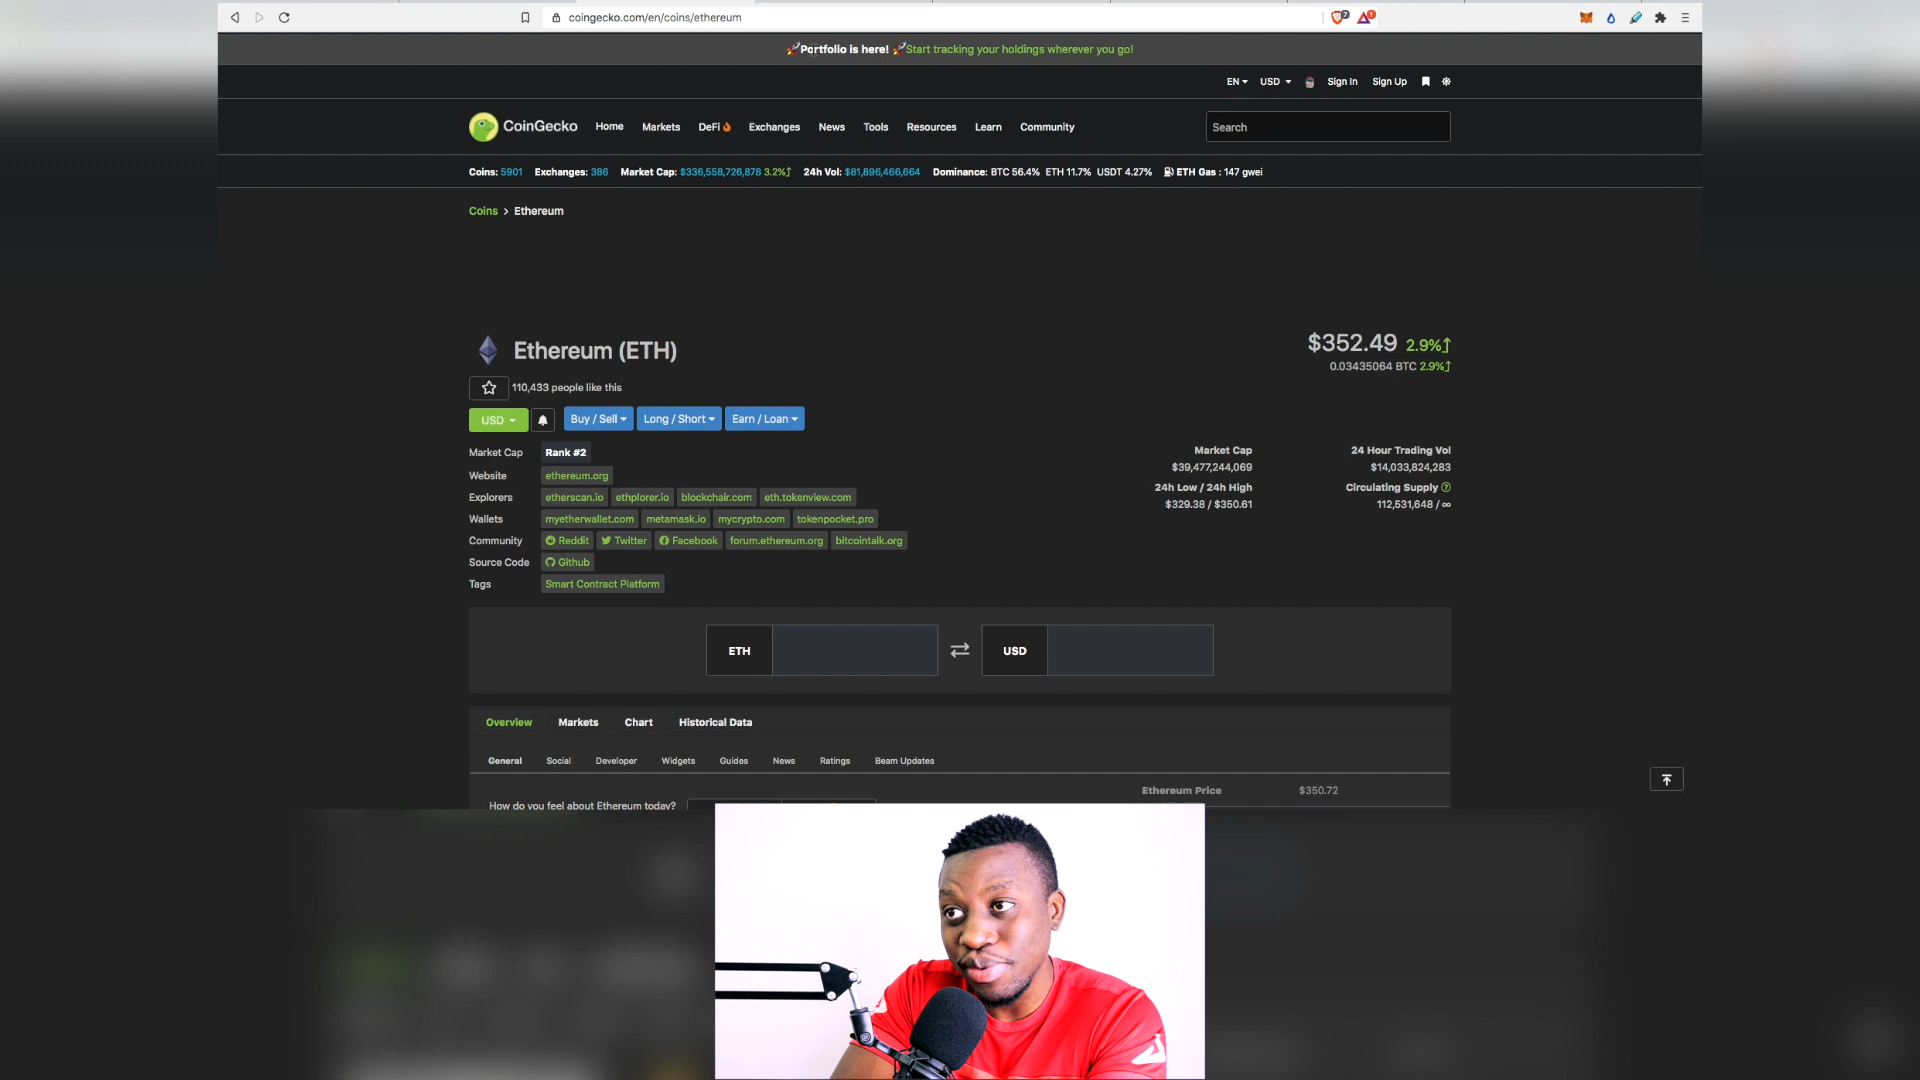 coingecko.com/en/coins/ethereum
7
1
🚀Portfolio is here! 🚀Start tracking your holdings wherever you go!
EN USD Sign In Sign Up
CoinGecko Home Markets DeFi Exchanges News Tools Resources Learn Community Search
Coins: 5901 Exchanges: 386 Market Cap: $336,558,726,878 3.2% 24h Vol: $81,896,466,664 Dominance: BTC 56.4% ETH 11.7% USDT 4.27% ETH Gas : 147 gwei
Coins > Ethereum
Ethereum (ETH)
$352.49 2.9%
0.03435064 BTC 2.9%
110,433 people like this
USD Buy / Sell Long / Short Earn / Loan
Market Cap Rank #2
Website ethereum.org
Explorers etherscan.io ethplorer.io blockchair.com eth.tokenview.com
Wallets myetherwallet.com metamask.io mycrypto.com tokenpocket.pro
Community Reddit Twitter Facebook forum.ethereum.org bitcointalk.org
Source Code Github
Tags Smart Contract Platform
Market Cap 24 Hour Trading Vol
$39,477,244,069 $14,033,824,283
24h Low / 24h High Circulating Supply
$329.38 / $350.61 112,531,648 / ∞
ETH USD
Overview Markets Chart Historical Data
General Social Developer Widgets Guides News Ratings Beam Updates
Ethereum Price $350.72
How do you feel about Ethereum today?